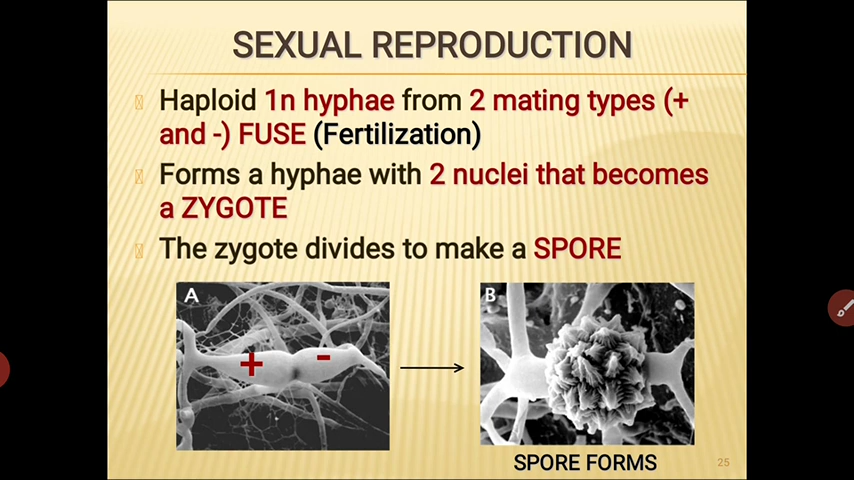 SEXUAL REPRODUCTION
Haploid 1n hyphae from 2 mating types (+
and -) FUSE (Fertilization)
Forms a hyphae with 2 nuclei that becomes
a ZYGOTE
The zygote divides to make a SPORE
A
B
+ -
SPORE FORMS
25